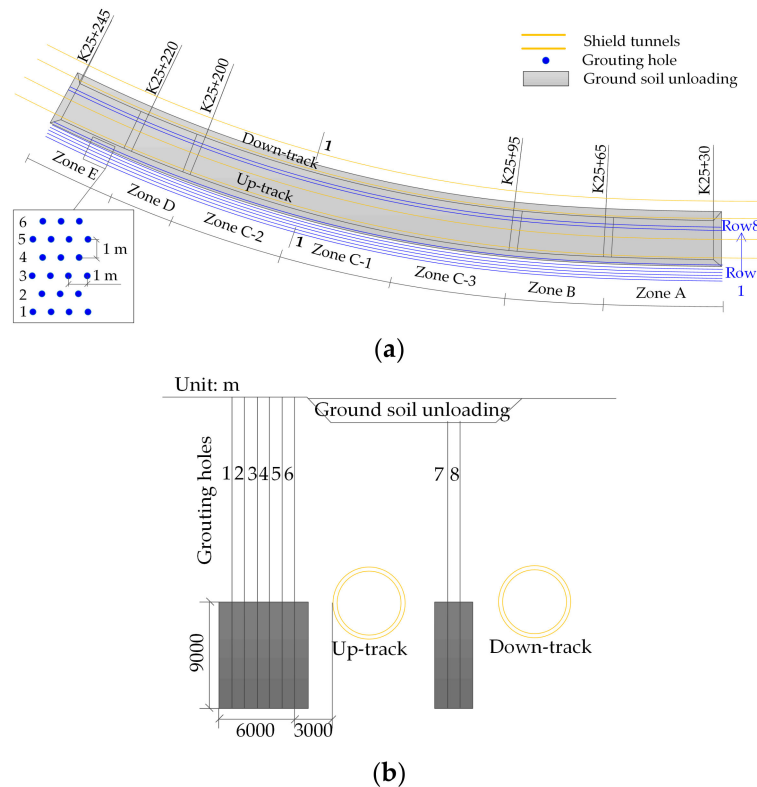 K25+245
K25+220
K25+200
Shield tunnels
Grouting hole
Ground soil unloading
Down-track
1
K25+95
K25+65
K25+30
Zone E
Up-track
Row8
Zone D
Zone C-2
1
Zone C-1
Zone C-3
Zone B
Zone A
Row
1
6
5
4
3
2
1
1 m
1 m
(a)
Unit: m
Ground soil unloading
Grouting holes
1 2 3 4 5 6
7 8
Up-track
Down-track
9000
6000
3000
(b)